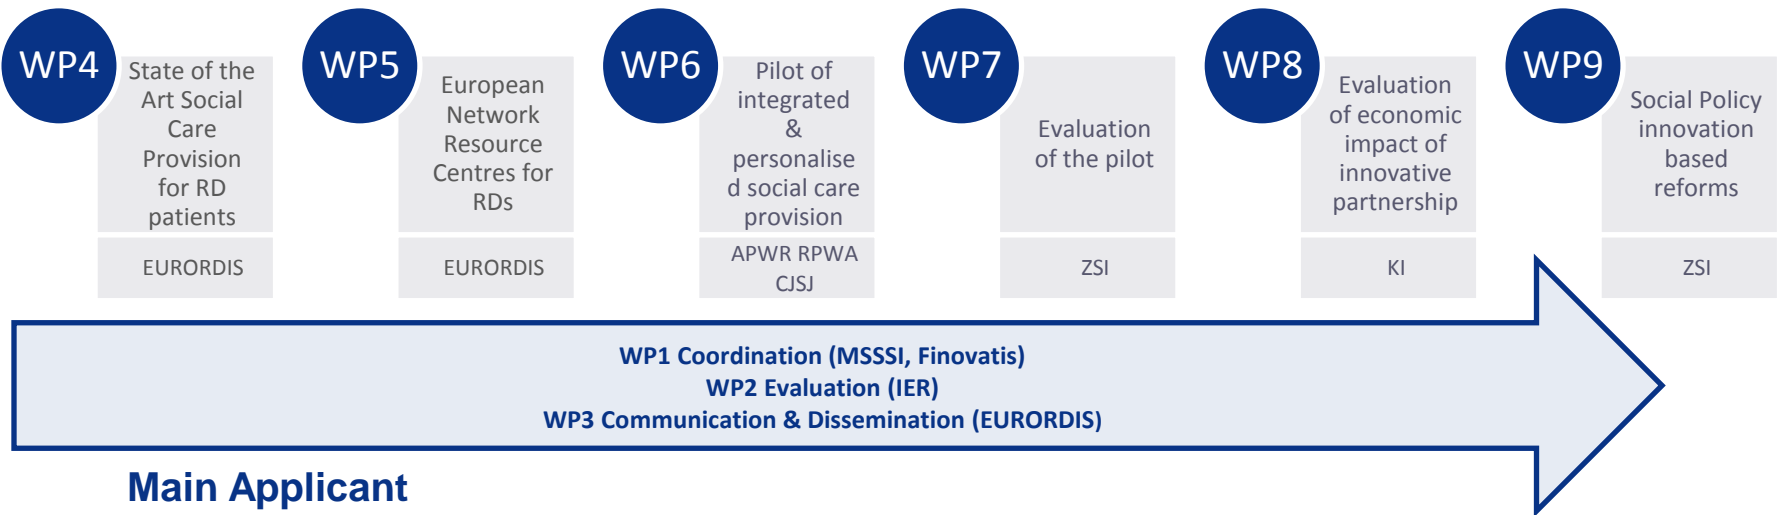 WP4
State of the
Art Social
Care
Provision
for RD
patients
EURORDIS
WP5
European
Network
Resource
Centres for
RDs
EURORDIS
WP6
Pilot of
integrated
&
personalise
d social care
provision
APWR RPWA
CJSJ
WP7
Evaluation
of the pilot
ZSI
WP8
Evaluation
of economic
impact of
innovative
partnership
KI
WP9
Social Policy
innovation
based
reforms
ZSI
WP1 Coordination (MSSSI, Finovatis)
WP2 Evaluation (IER)
WP3 Communication & Dissemination (EURORDIS)
Main Applicant